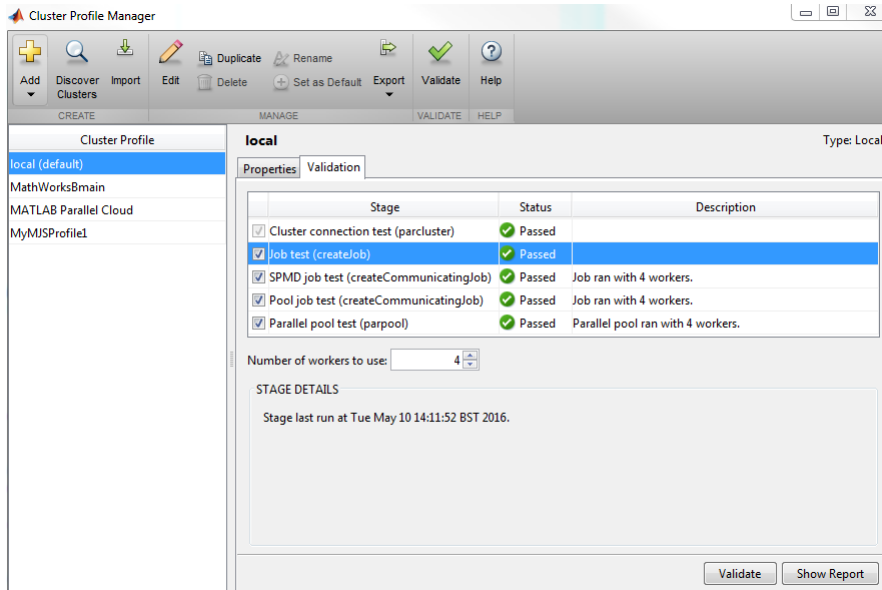 Cluster Profile Manager
Add
Discover Clusters
Import
Edit
Duplicate
Delete
Rename
Set as Default
Export
Validate
Help
CREATE
MANAGE
VALIDATE
HELP
Cluster Profile
local (default)
MathWorksBmain
MATLAB Parallel Cloud
MyMJSProfile1
local
Type: Local
Properties
Validation
Stage Status Description
Cluster connection test (parcluster) Passed
Job test (createJob) Passed
SPMD job test (createCommunicatingJob) Passed Job ran with 4 workers.
Pool job test (createCommunicatingJob) Passed Job ran with 4 workers.
Parallel pool test (parpool) Passed Parallel pool ran with 4 workers.
Number of workers to use: 4
STAGE DETAILS
Stage last run at Tue May 10 14:11:52 BST 2016.
Validate
Show Report